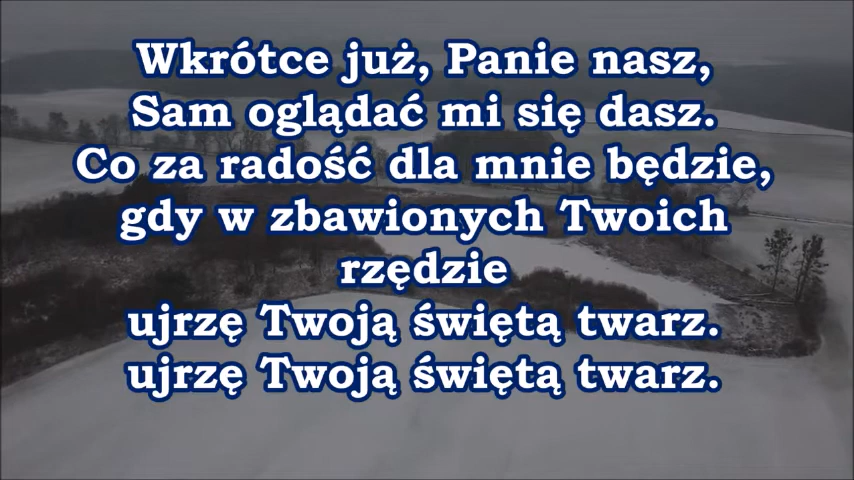 Wkrótce już, Panie nasz,
Sam oglądać mi się dasz.
Co za radość dla mnie będzie,
gdy w zbawionych Twoich
rzędzie
ujrzę Twoją świętą twarz.
ujrzę Twoją świętą twarz.